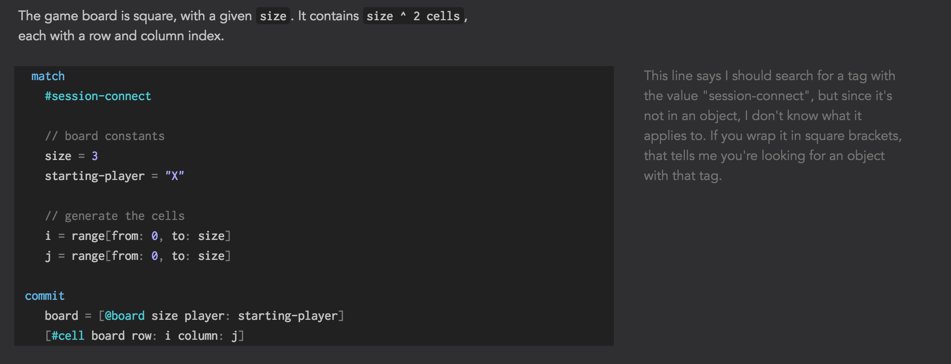 The game board is square, with a given size. It contains size ^ 2 cells,
each with a row and column index.
match
#session-connect
// board constants
size = 3
starting-player = "X"
// generate the cells
i = range[from: 0, to: size]
j = range[from: 0, to: size]
commit
board = [@board size player: starting-player]
[#cell board row: i column: j]
This line says I should search for a tag with
the value "session-connect", but since it's
not in an object, I don't know what it
applies to. If you wrap it in square brackets,
that tells me you're looking for an object
with that tag.